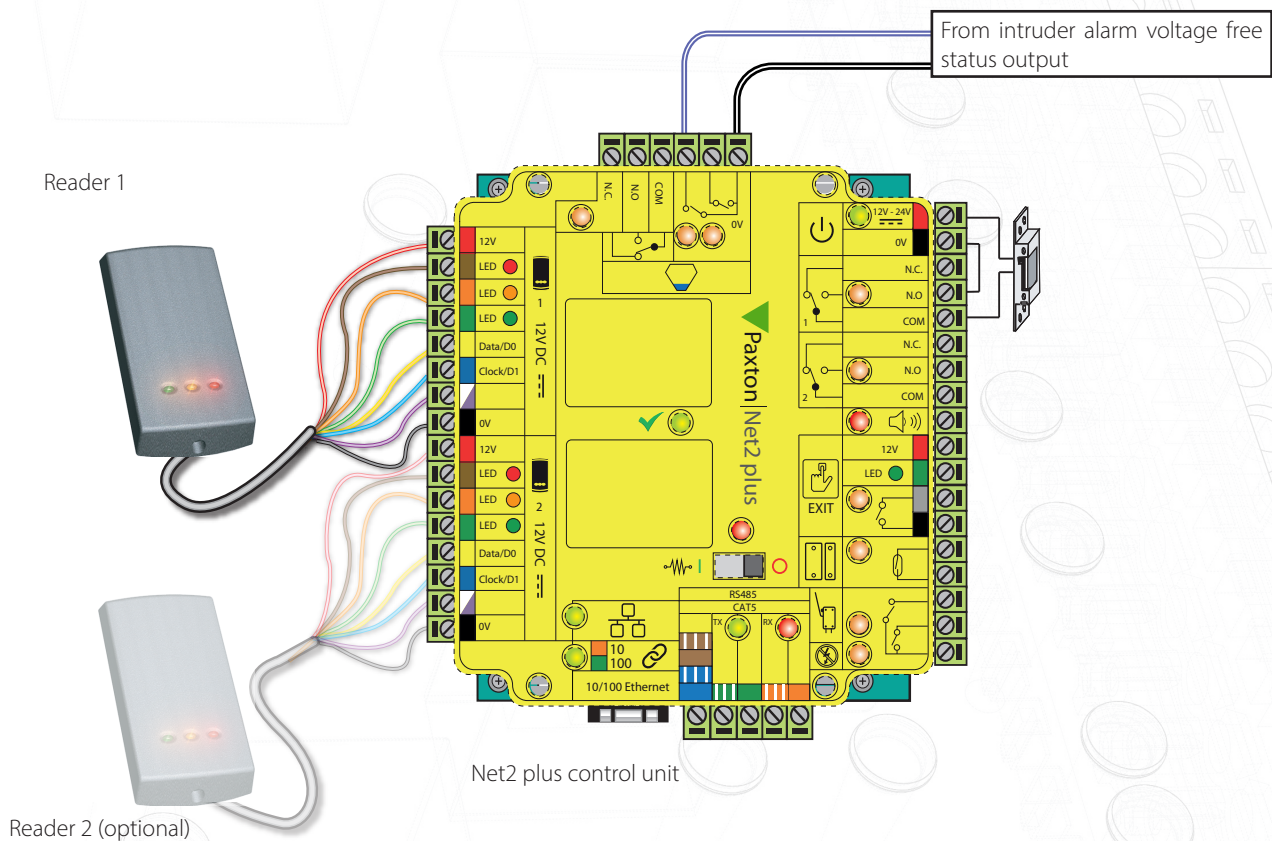 From intruder alarm voltage free
status output
Reader 1
N.C.
N.O
COM
0V
12V
LED
LED
LED
Data/D0
Clock/D1
0V
1
12V DC
12V
LED
LED
LED
Data/D0
Clock/D1
0V
2
12V DC
Paxton Net2 plus
12V - 24V
0V
N.C.
N.O
COM
1
N.C.
N.O
COM
2
12V
LED
EXIT
RS485
CAT5
TX
RX
10
100
10/100 Ethernet
Net2 plus control unit
Reader 2 (optional)